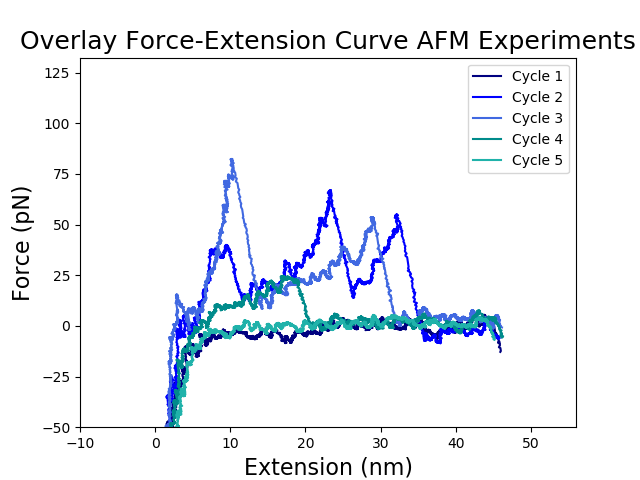 Overlay Force-Extension Curve AFM Experiments
Cycle 1
Cycle 2
Cycle 3
Cycle 4
Cycle 5
125
100
75
50
25
0
−25
−50
Force (pN)
−10
0
10
20
30
40
50
Extension (nm)